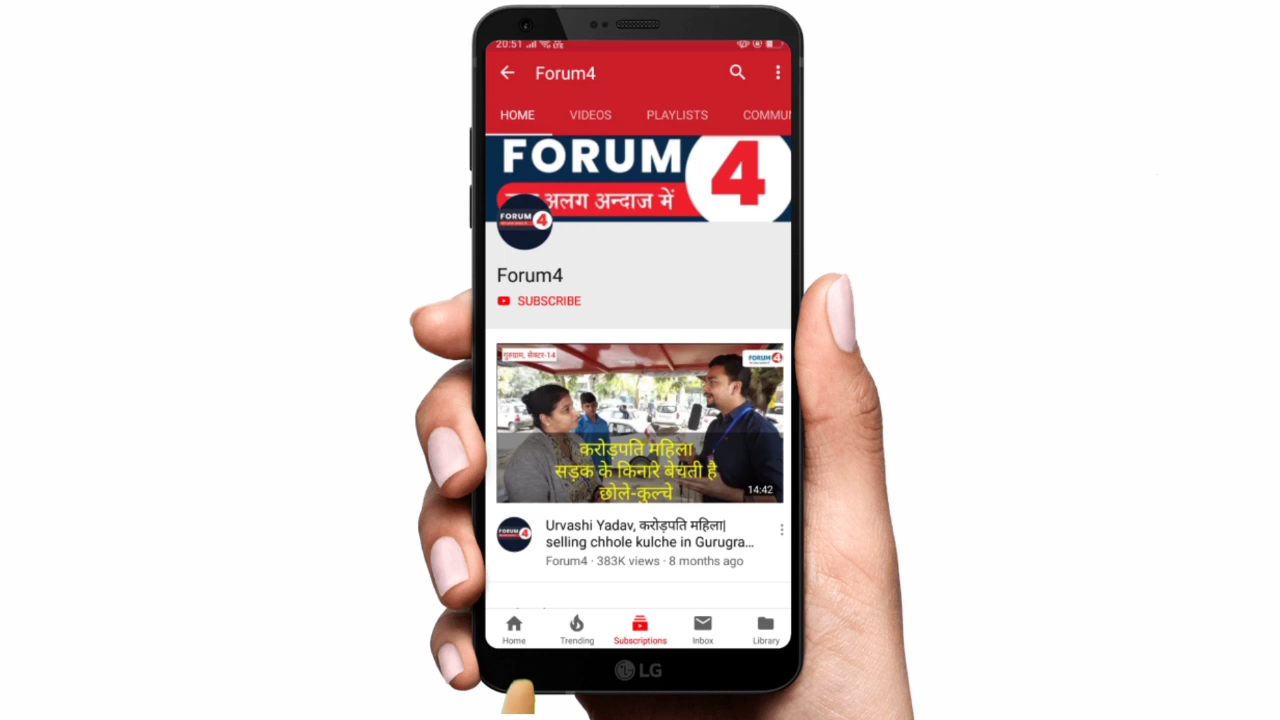 20:51
Forum4
HOME VIDEOS PLAYLISTS COMMU
FORUM 4
अलग अन्दाज में
FORUM 4
Forum4
SUBSCRIBE
गुरुग्राम, सेक्टर-14
FORUM 4
करोड़पति महिला
सड़क के किनारे बेचती है
छोले-कुल्चे
14:42
FORUM 4
Urvashi Yadav, करोड़पति महिला|
selling chhole kulche in Gurugra...
Forum4 · 383K views · 8 months ago
Home Trending Subscriptions Inbox Library
LG